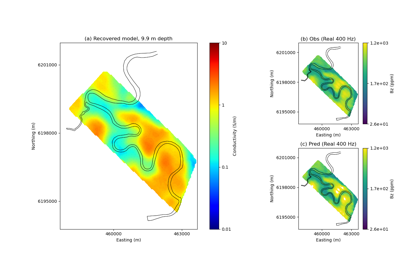 (a) Recovered model, 9.9 m depth
6201000
6198000
6195000
Northing (m)
460000
463000
Easting (m)
10
1
0.1
0.01
Conductivity (S/m)
(b) Obs (Real 400 Hz)
6201000
6198000
6195000
Northing (m)
460000
463000
1.2e+03
1.7e+02
2.6e+01
Bz (ppm)
(c) Pred (Real 400 Hz)
6201000
6198000
6195000
Northing (m)
460000
463000
Easting (m)
1.2e+03
1.7e+02
2.6e+01
Bz (ppm)